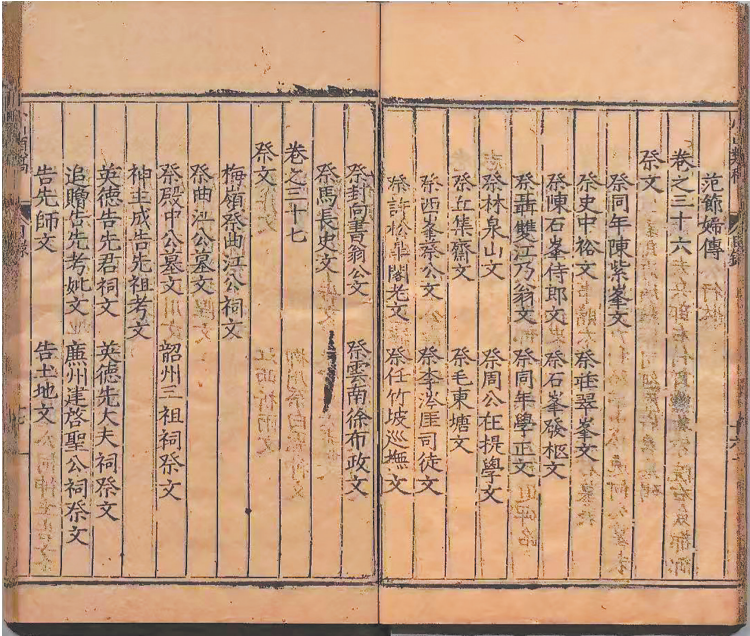 范節婦傳
卷之三十六
祭文
祭同年陳紫峯文
祭史中裕文　祭莊翠峯文
祭陳石峯侍郎文　祭石峯發柩文
祭聶雙江乃翁文　祭同年學正文
祭林泉山文　祭周公在提學文
祭丘集齋文　祭毛東塘文
祭西峯蔡公文　祭李厓司徒文
祭許松臯閣老文　祭任竹坡巡撫文
祭封尚書翁公文　祭雲南徐布政文
祭馬長史文
卷之三十七
祭文
梅嶺祭曲江公祠文
祭曲江公墓文
祭殿中公墓文　韶州三祖祠祭文
神主成告先祖考文
英德告先君祠文　英德先大夫祠祭文
追贈告先考妣文　廉州建啓聖公祠祭文
告先師文　告土地文